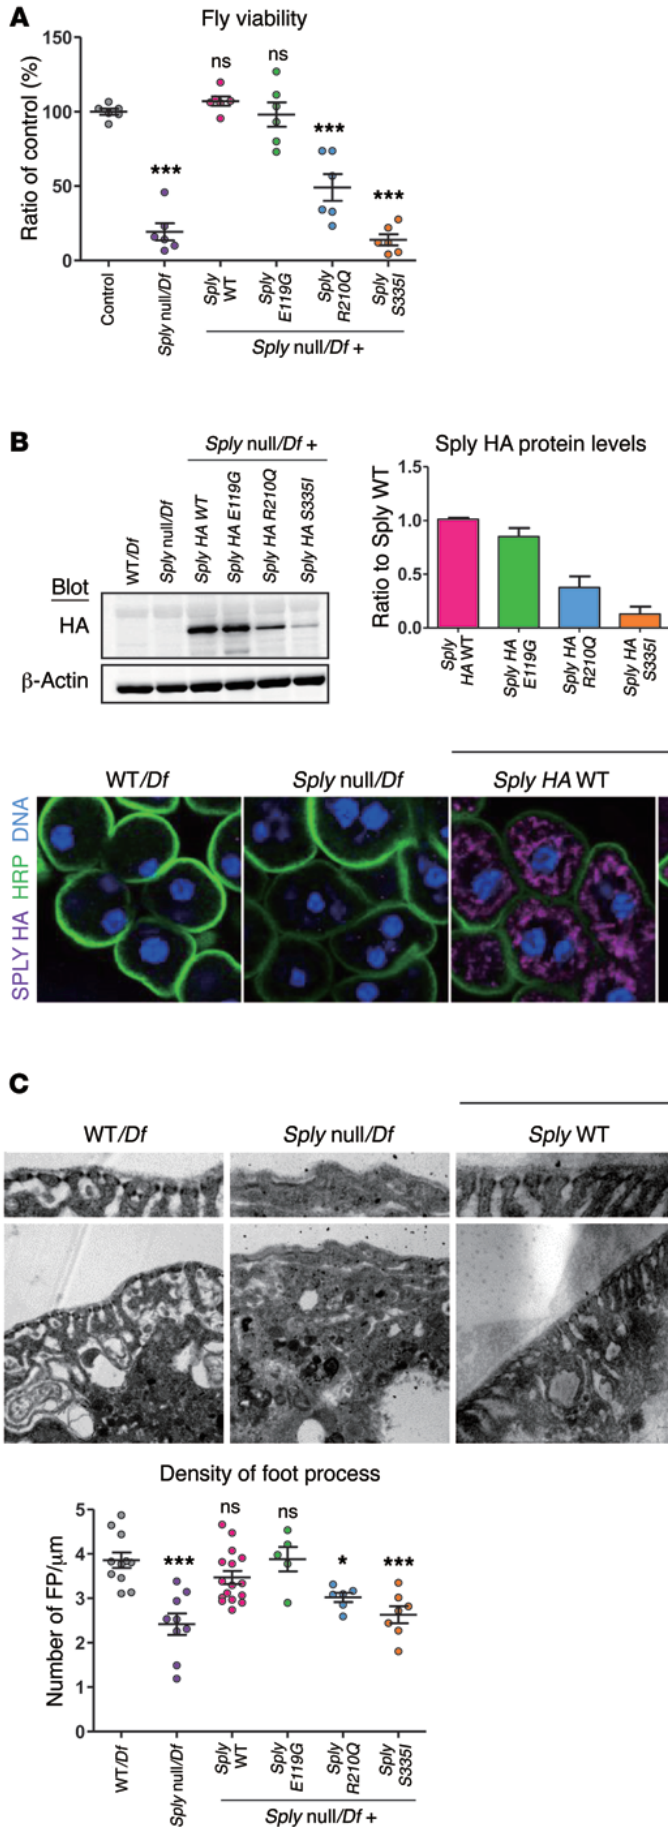 A
Fly viability
Ratio of control (%)
150
100
50
0
***
ns
ns
***
***
Control
Sply null/Df
Sply WT
Sply E119G
Sply R210Q
Sply S335I
Sply null/Df +
B
Sply null/Df +
WT/Df
Sply null/Df
Sply HA WT
Sply HA E119G
Sply HA R210Q
Sply HA S335I
Blot
HA
β-Actin
Sply HA protein levels
Ratio to Sply WT
1.5
1.0
0.5
0.0
Sply HA WT
Sply HA E119G
Sply HA R210Q
Sply HA S335I
WT/Df
Sply null/Df
Sply HA WT
SPLY HA HRP DNA
C
WT/Df
Sply null/Df
Sply WT
Density of foot process
Number of FP/μm
5
4
3
2
1
0
***
ns
ns
*
***
WT/Df
Sply null/Df
Sply WT
Sply E119G
Sply R210Q
Sply S335I
Sply null/Df +